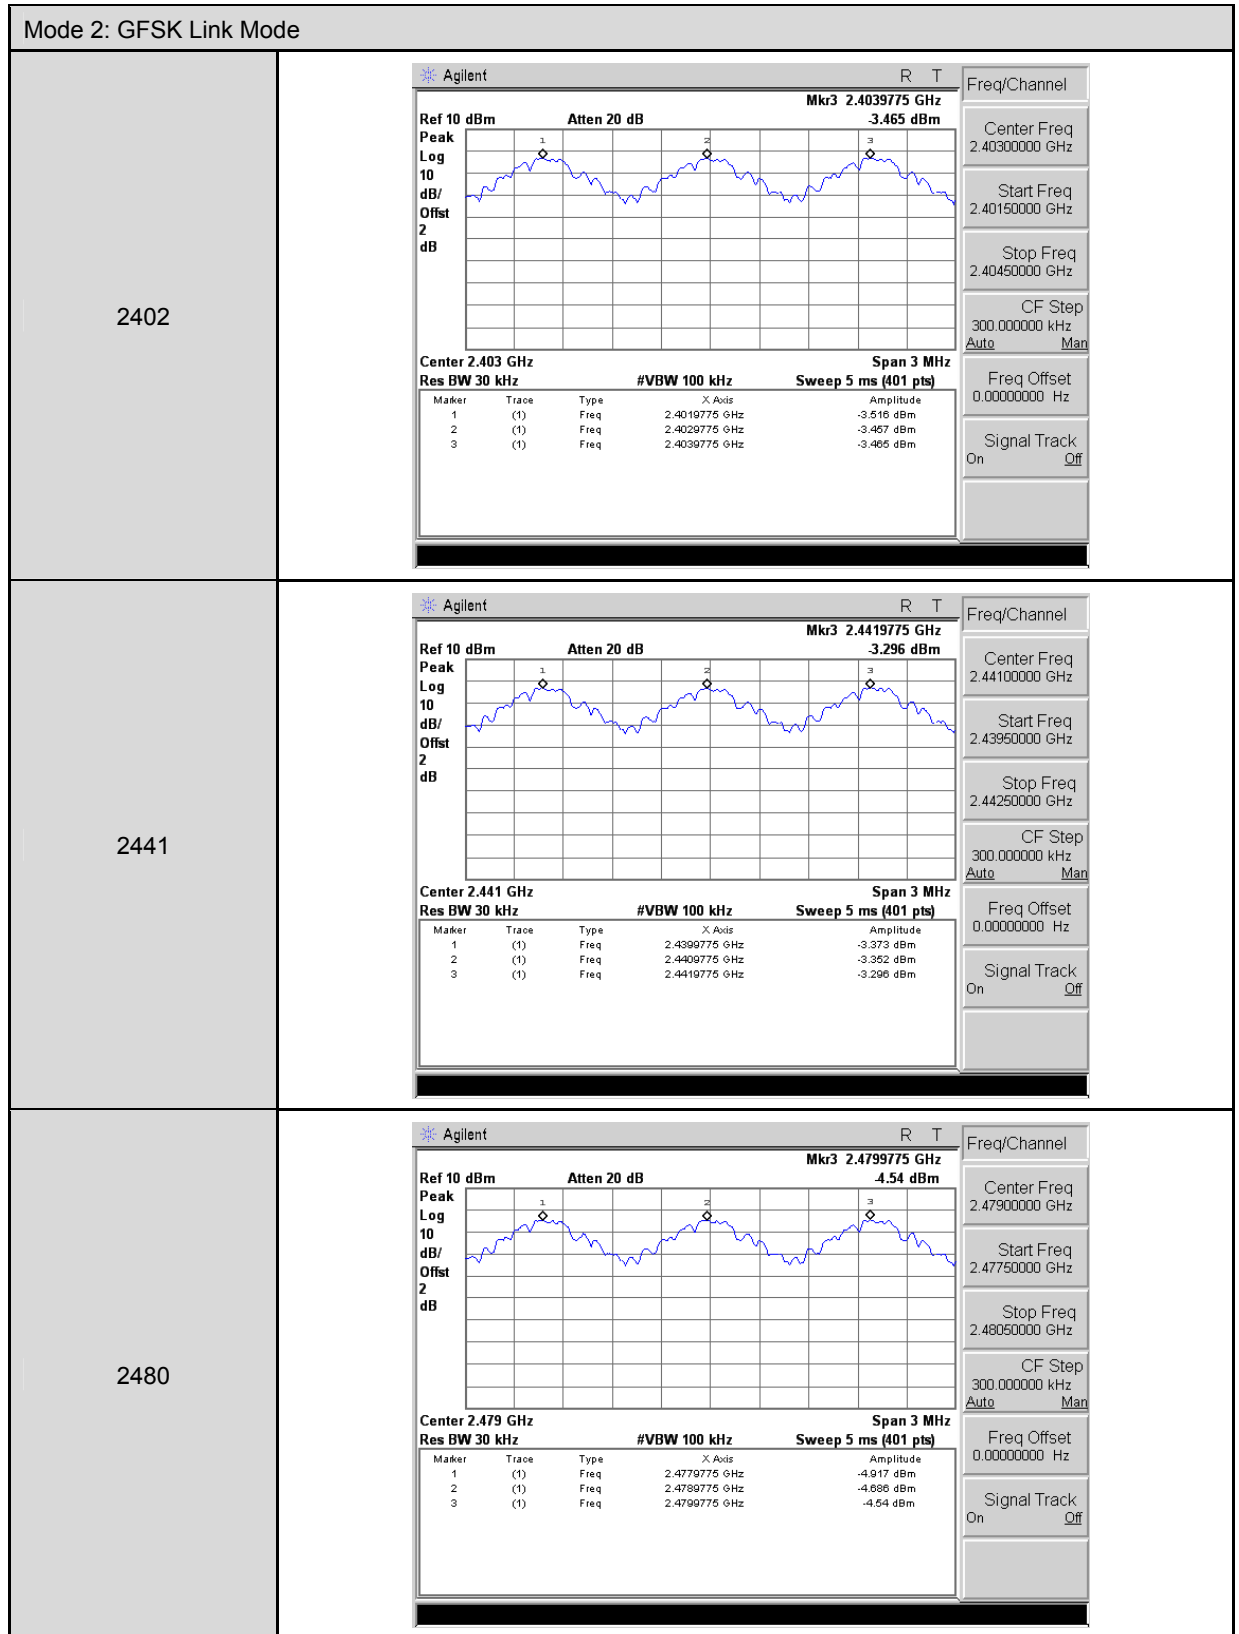 Mode 2: GFSK Link Mode
2402
Agilent R T
Mkr3 2.4039775 GHz
Ref 10 dBm Atten 20 dB -3.465 dBm
Peak
Log
10
dB/
Offst
2
dB
1 2 3
Center 2.403 GHz Span 3 MHz
Res BW 30 kHz #VBW 100 kHz Sweep 5 ms (401 pts)
Marker Trace Type X Axis Amplitude
1 (1) Freq 2.4019775 GHz -3.516 dBm
2 (1) Freq 2.4029775 GHz -3.457 dBm
3 (1) Freq 2.4039775 GHz -3.465 dBm
Freq/Channel
Center Freq
2.40300000 GHz
Start Freq
2.40150000 GHz
Stop Freq
2.40450000 GHz
CF Step
300.000000 kHz
Auto Man
Freq Offset
0.00000000 Hz
Signal Track
On Off
2441
Agilent R T
Mkr3 2.4419775 GHz
Ref 10 dBm Atten 20 dB -3.296 dBm
Peak
Log
10
dB/
Offst
2
dB
1 2 3
Center 2.441 GHz Span 3 MHz
Res BW 30 kHz #VBW 100 kHz Sweep 5 ms (401 pts)
Marker Trace Type X Axis Amplitude
1 (1) Freq 2.4399775 GHz -3.373 dBm
2 (1) Freq 2.4409775 GHz -3.352 dBm
3 (1) Freq 2.4419775 GHz -3.296 dBm
Freq/Channel
Center Freq
2.44100000 GHz
Start Freq
2.43950000 GHz
Stop Freq
2.44250000 GHz
CF Step
300.000000 kHz
Auto Man
Freq Offset
0.00000000 Hz
Signal Track
On Off
2480
Agilent R T
Mkr3 2.4799775 GHz
Ref 10 dBm Atten 20 dB -4.54 dBm
Peak
Log
10
dB/
Offst
2
dB
1 2 3
Center 2.479 GHz Span 3 MHz
Res BW 30 kHz #VBW 100 kHz Sweep 5 ms (401 pts)
Marker Trace Type X Axis Amplitude
1 (1) Freq 2.4779775 GHz -4.917 dBm
2 (1) Freq 2.4789775 GHz -4.686 dBm
3 (1) Freq 2.4799775 GHz -4.54 dBm
Freq/Channel
Center Freq
2.47900000 GHz
Start Freq
2.47750000 GHz
Stop Freq
2.48050000 GHz
CF Step
300.000000 kHz
Auto Man
Freq Offset
0.00000000 Hz
Signal Track
On Off